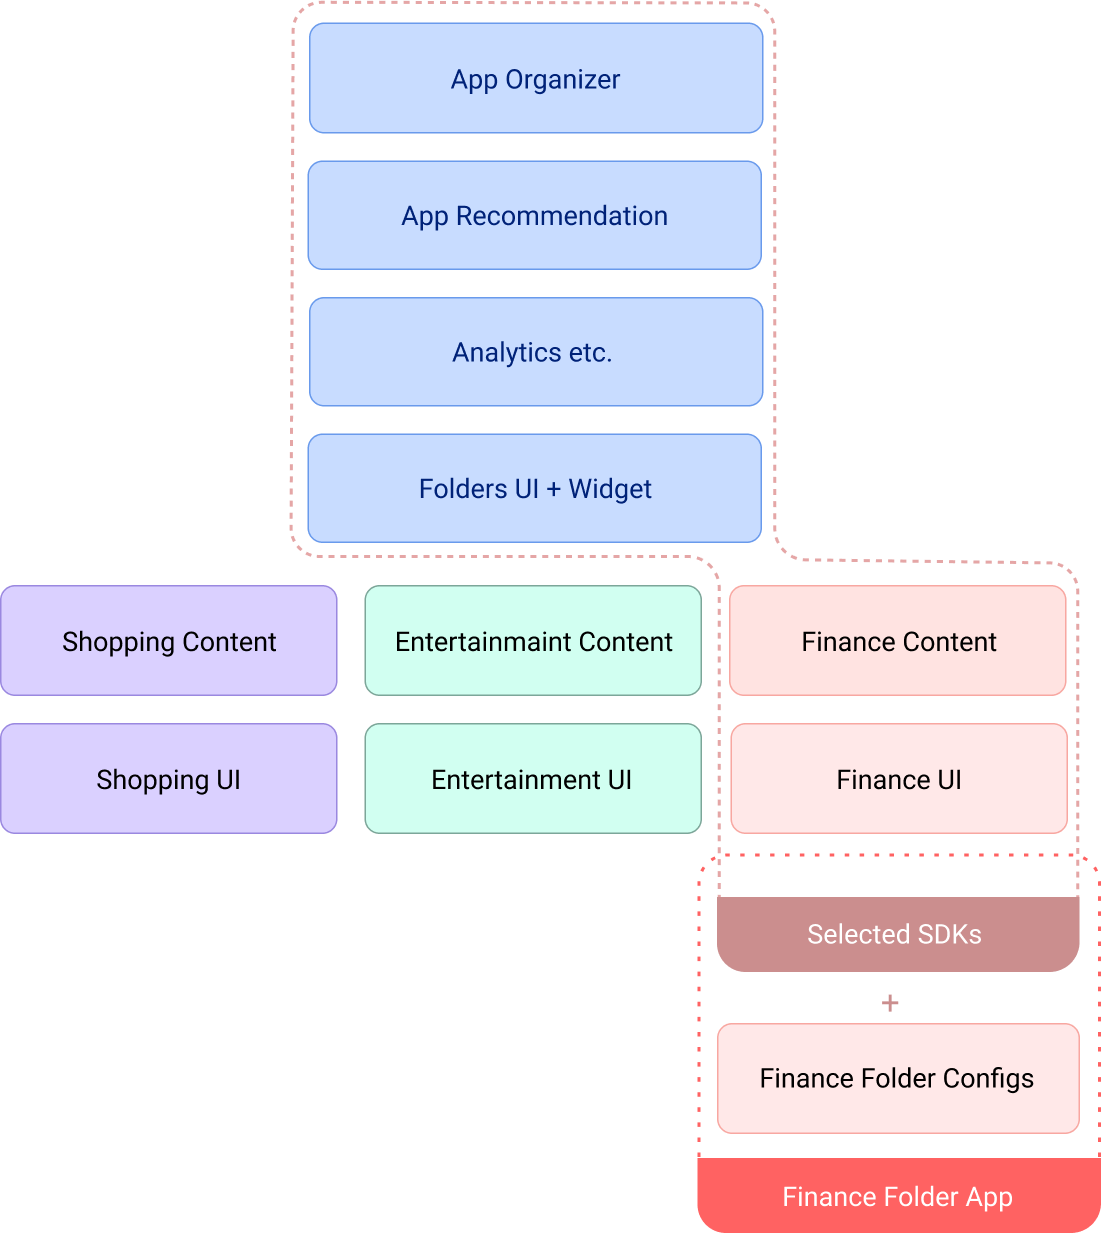 App Organizer
App Recommendation
Analytics etc.
Folders UI + Widget
Shopping Content
Entertainmaint Content
Finance Content
Shopping UI
Entertainment UI
Finance UI
Selected SDKs
+
Finance Folder Configs
Finance Folder App